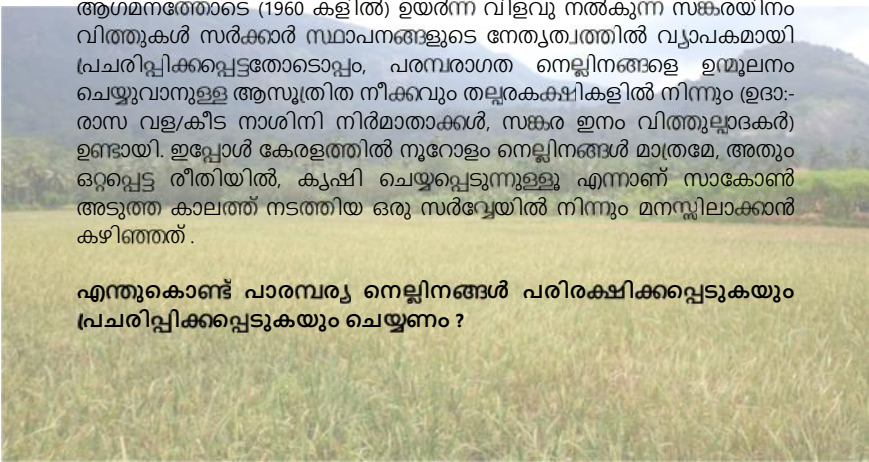 ആഗമനത്തോടെ (1960 കളിൽ) ഉയർന്ന വിളവു നൽകുന്ന സങ്കരയിനം
വിത്തുകൾ സർക്കാർ സ്ഥാപനങ്ങളുടെ നേതൃത്വത്തിൽ വ്യാപകമായി
പ്രചരിപ്പിക്കപ്പെട്ടതോടൊപ്പം, പരമ്പരാഗത നെല്ലിനങ്ങളെ ഉന്മൂലനം
ചെയ്യുവാനുള്ള ആസൂത്രിത നീക്കവും തല്പരകക്ഷികളിൽ നിന്നും (ഉദാ:-
രാസ വള/കീട നാശിനി നിർമാതാക്കൾ, സങ്കര ഇനം വിത്തുല്പാദകർ)
ഉണ്ടായി. ഇപ്പോൾ കേരളത്തിൽ നൂറോളം നെല്ലിനങ്ങൾ മാത്രമേ, അതും
ഒറ്റപ്പെട്ട രീതിയിൽ, കൃഷി ചെയ്യപ്പെടുന്നുള്ളൂ എന്നാണ് സാകോൺ
അടുത്ത കാലത്ത് നടത്തിയ ഒരു സർവ്വേയിൽ നിന്നും മനസ്സിലാക്കാൻ
കഴിഞ്ഞത് .
എന്തുകൊണ്ട് പാരമ്പര്യ നെല്ലിനങ്ങൾ പരിരക്ഷിക്കപ്പെടുകയും
പ്രചരിപ്പിക്കപ്പെടുകയും ചെയ്യണം ?